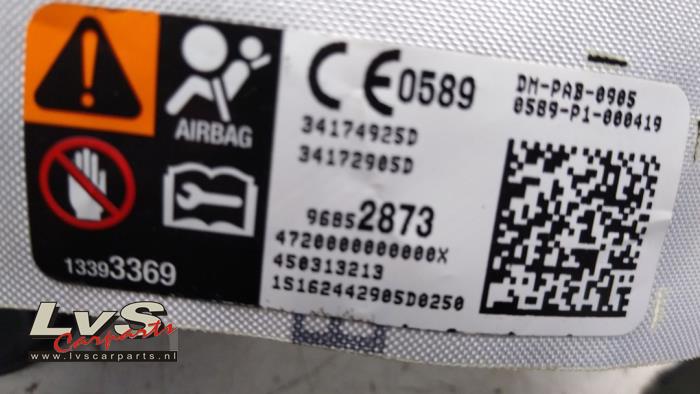 AIRBAG
13393369
CE0589
34174925D
34172905D
96852873
4720000000000X
450313213
1S162442905D0250
DM-PAB-0905
0589-P1-000419
LvS
Carparts
www.lvscarparts.nl